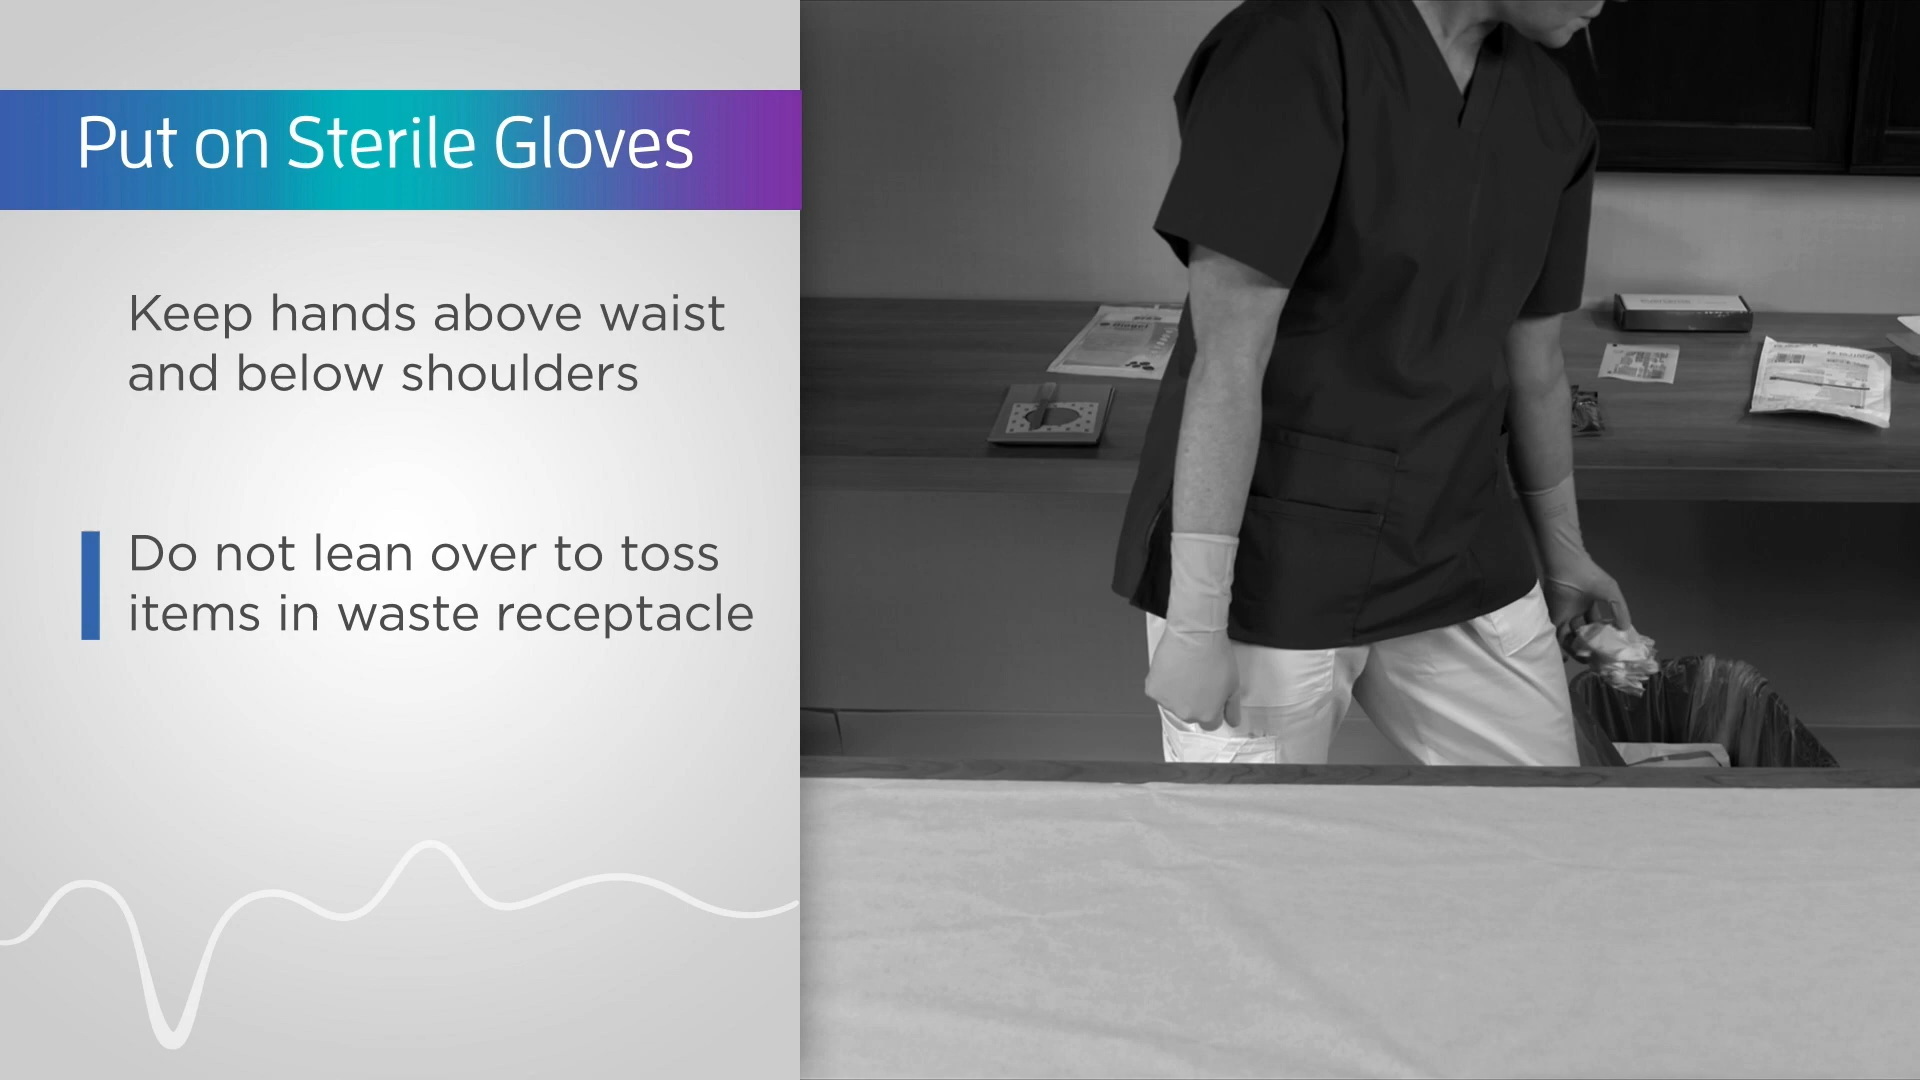 Put on Sterile Gloves
Keep hands above waist
and below shoulders
Do not lean over to toss
items in waste receptacle